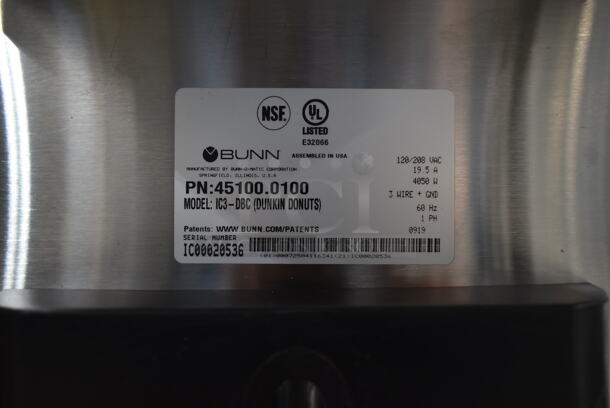 NSF
UL
LISTED
E32066
BUNN
ASSEMBLED IN USA
MANUFACTURED BY BUNN-O-MATIC CORPORATION
SPRINGFIELD, ILLINOIS, U.S.A
PN:45100.0100
MODEL: IC3-DBC (DUNKIN DONUTS)
Patents: WWW.BUNN.COM/PATENTS
SERIAL NUMBER
IC00020536
120/208 VAC
19.5 A
4050 W
3 WIRE + GND
60 Hz
1 PH
0919